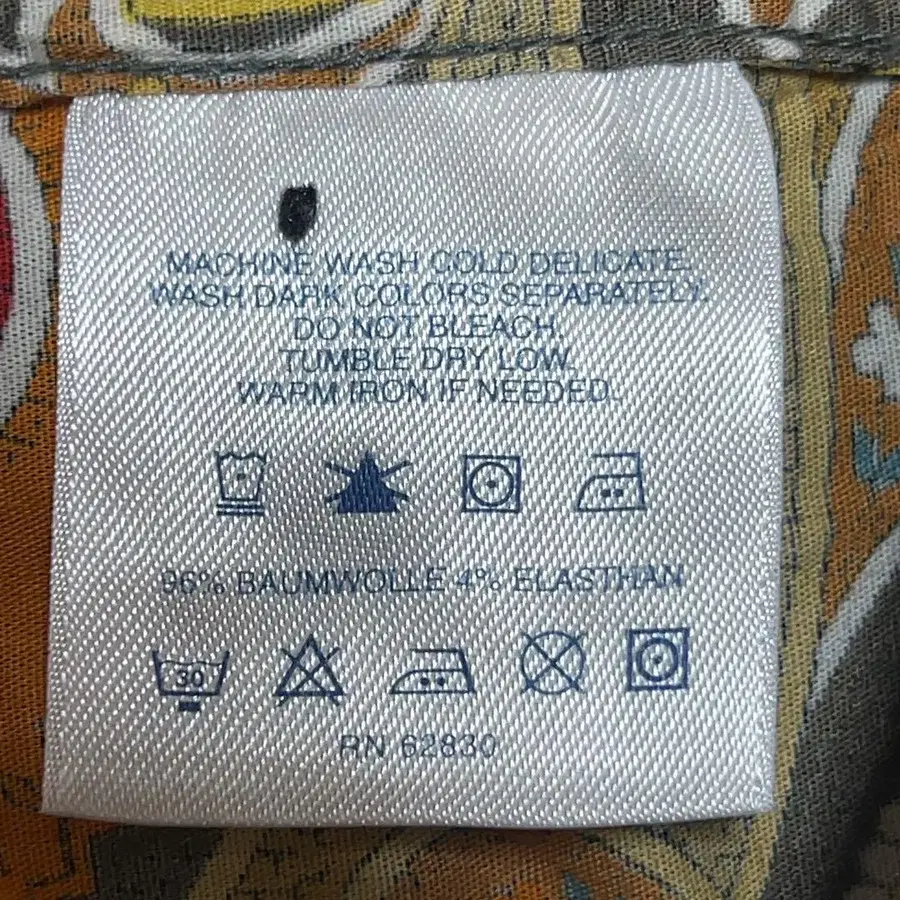 MACHINE WASH COLD DELICATE.
WASH DARK COLORS SEPARATELY.
DO NOT BLEACH.
TUMBLE DRY LOW.
WARM IRON IF NEEDED.
96% BAUMWOLLE 4% ELASTHAN
30
RN 62830